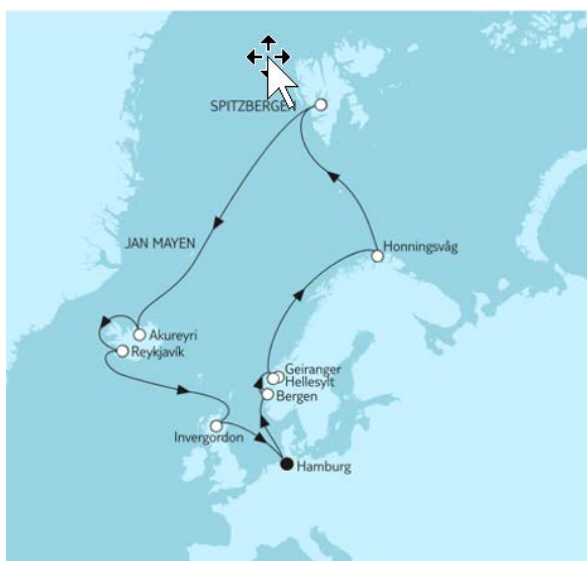 SPITZBERGEN
JAN MAYEN
Honningsvåg
Akureyri
Reykjavík
Geiranger
Hellesylt
Bergen
Invergordon
Hamburg